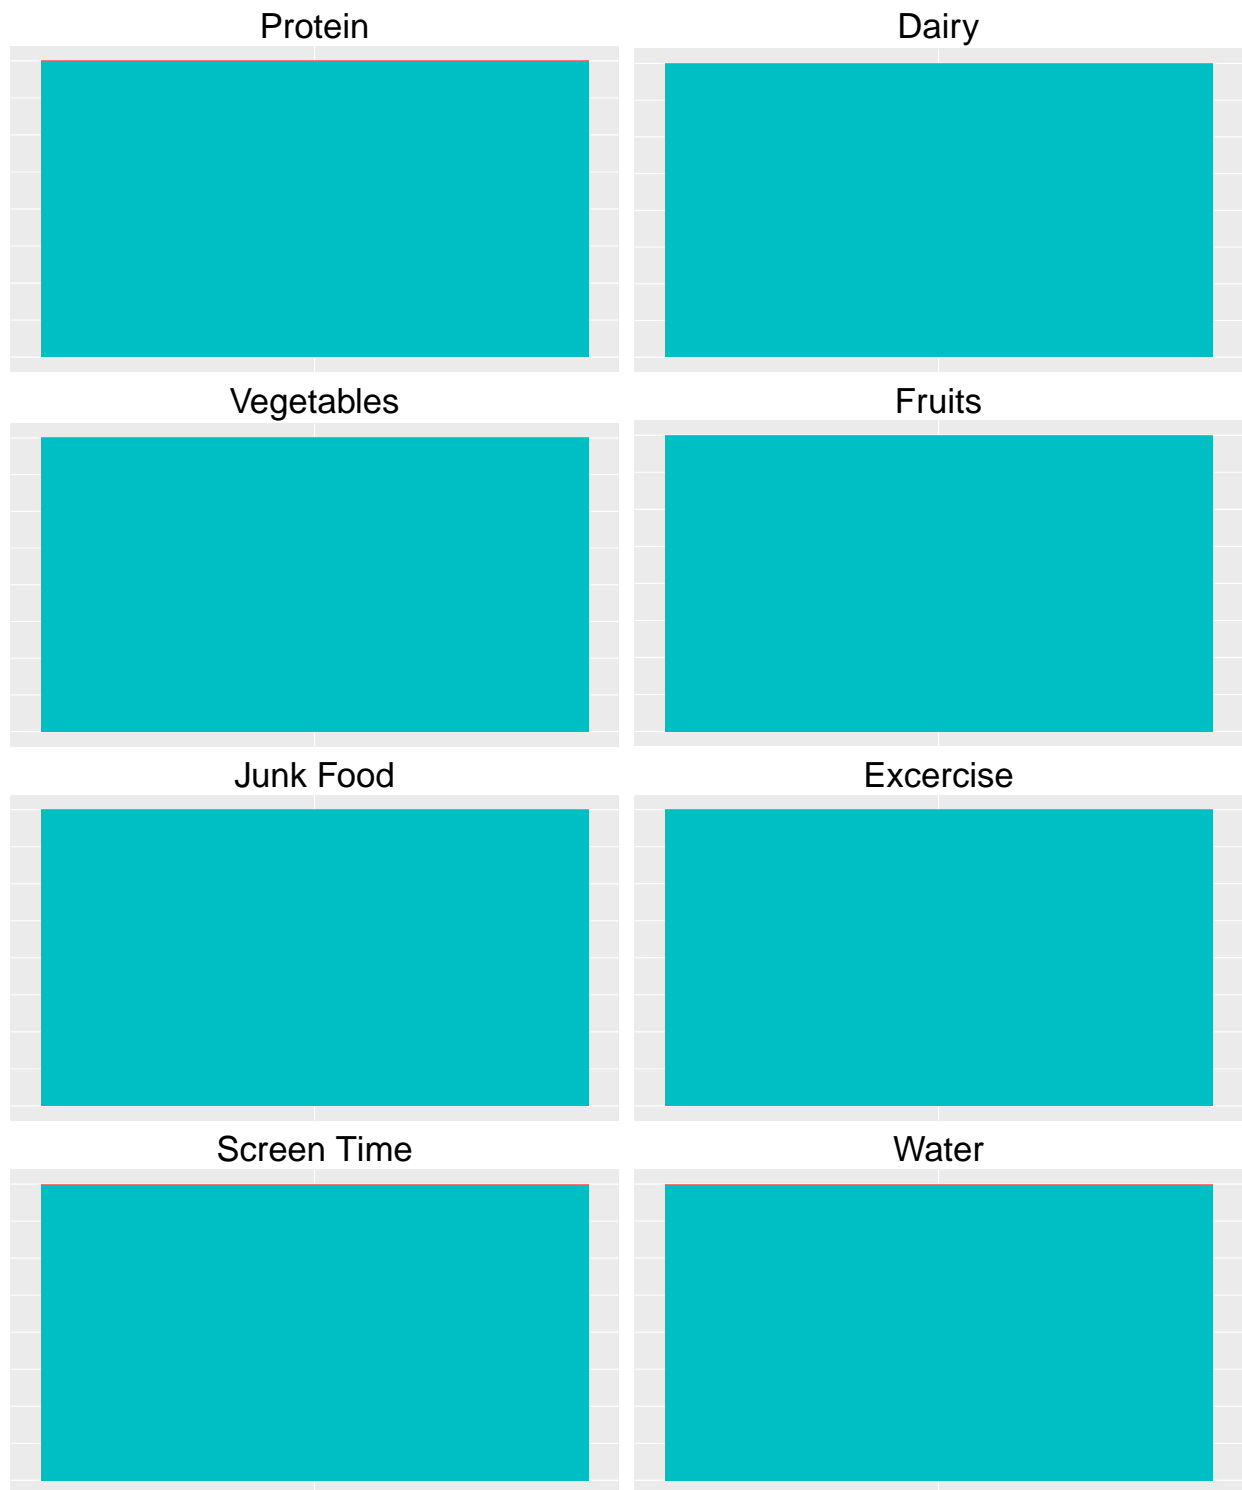 Protein
Dairy
Vegetables
Fruits
Junk Food
Excercise
Screen Time
Water